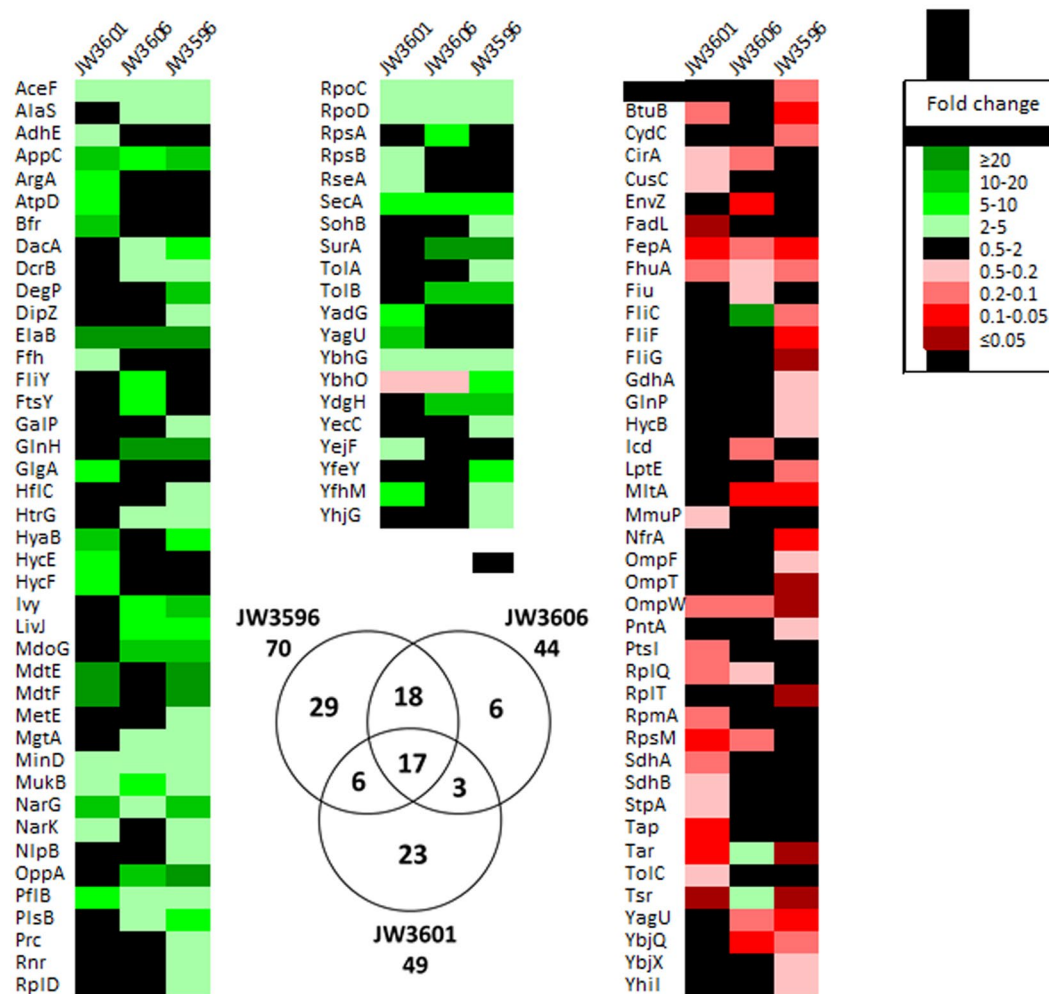 JW3601 JW3606 JW3596
AceF
AlaS
AdhE
AppC
ArgA
AtpD
Bfr
DacA
DcrB
DegP
DipZ
ElaB
Ffh
FliY
FtsY
GalP
GlnH
GlgA
HflC
HtrG
HyaB
HycE
HycF
Ivy
LivJ
MdoG
MdtE
MdtF
MetE
MgtA
MinD
MukB
NarG
NarK
NlpB
OppA
PflB
PlsB
Prc
Rnr
RplD
JW3601 JW3606 JW3596
RpoC
RpoD
RpsA
RpsB
RseA
SecA
SohB
SurA
TolA
TolB
YadG
YagU
YbhG
YbhO
YdgH
YecC
YejF
YfeY
YfhM
YhjG
JW3596
70
JW3606
44
29
18
6
17
6
3
23
JW3601
49
JW3601 JW3606 JW3596
BtuB
CydC
CirA
CusC
EnvZ
FadL
FepA
FhuA
Fiu
FliC
FliF
FliG
GdhA
GlnP
HycB
Icd
LptE
MltA
MmuP
NfrA
OmpF
OmpT
OmpW
PntA
PtsI
RplQ
RplT
RpmA
RpsM
SdhA
SdhB
StpA
Tap
Tar
TolC
Tsr
YagU
YbjQ
YbjX
YhiI
Fold change
≥20
10-20
5-10
2-5
0.5-2
0.5-0.2
0.2-0.1
0.1-0.05
≤0.05